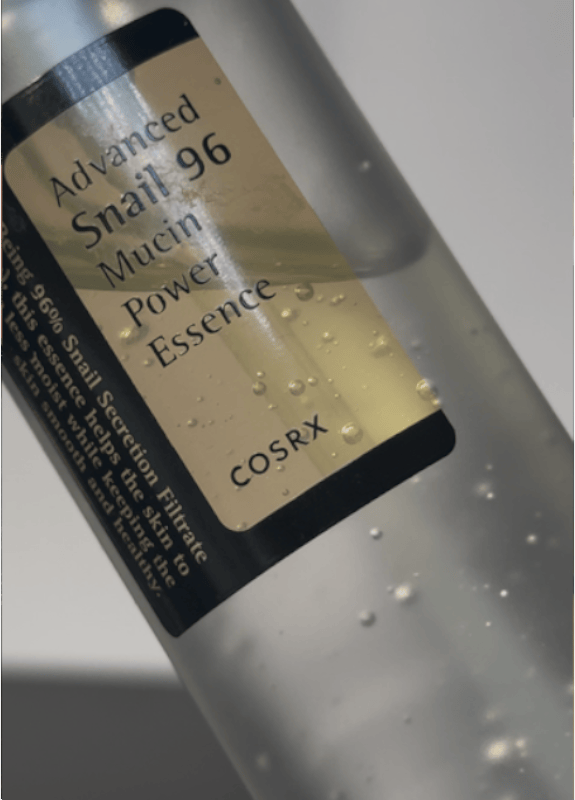 Advanced
Snail 96
Mucin
Power
Essence
COSRX
Being 96% Snail Secretion Filtrate
), this essence helps the skin to
less moist while keeping the
skin smooth and healthy.